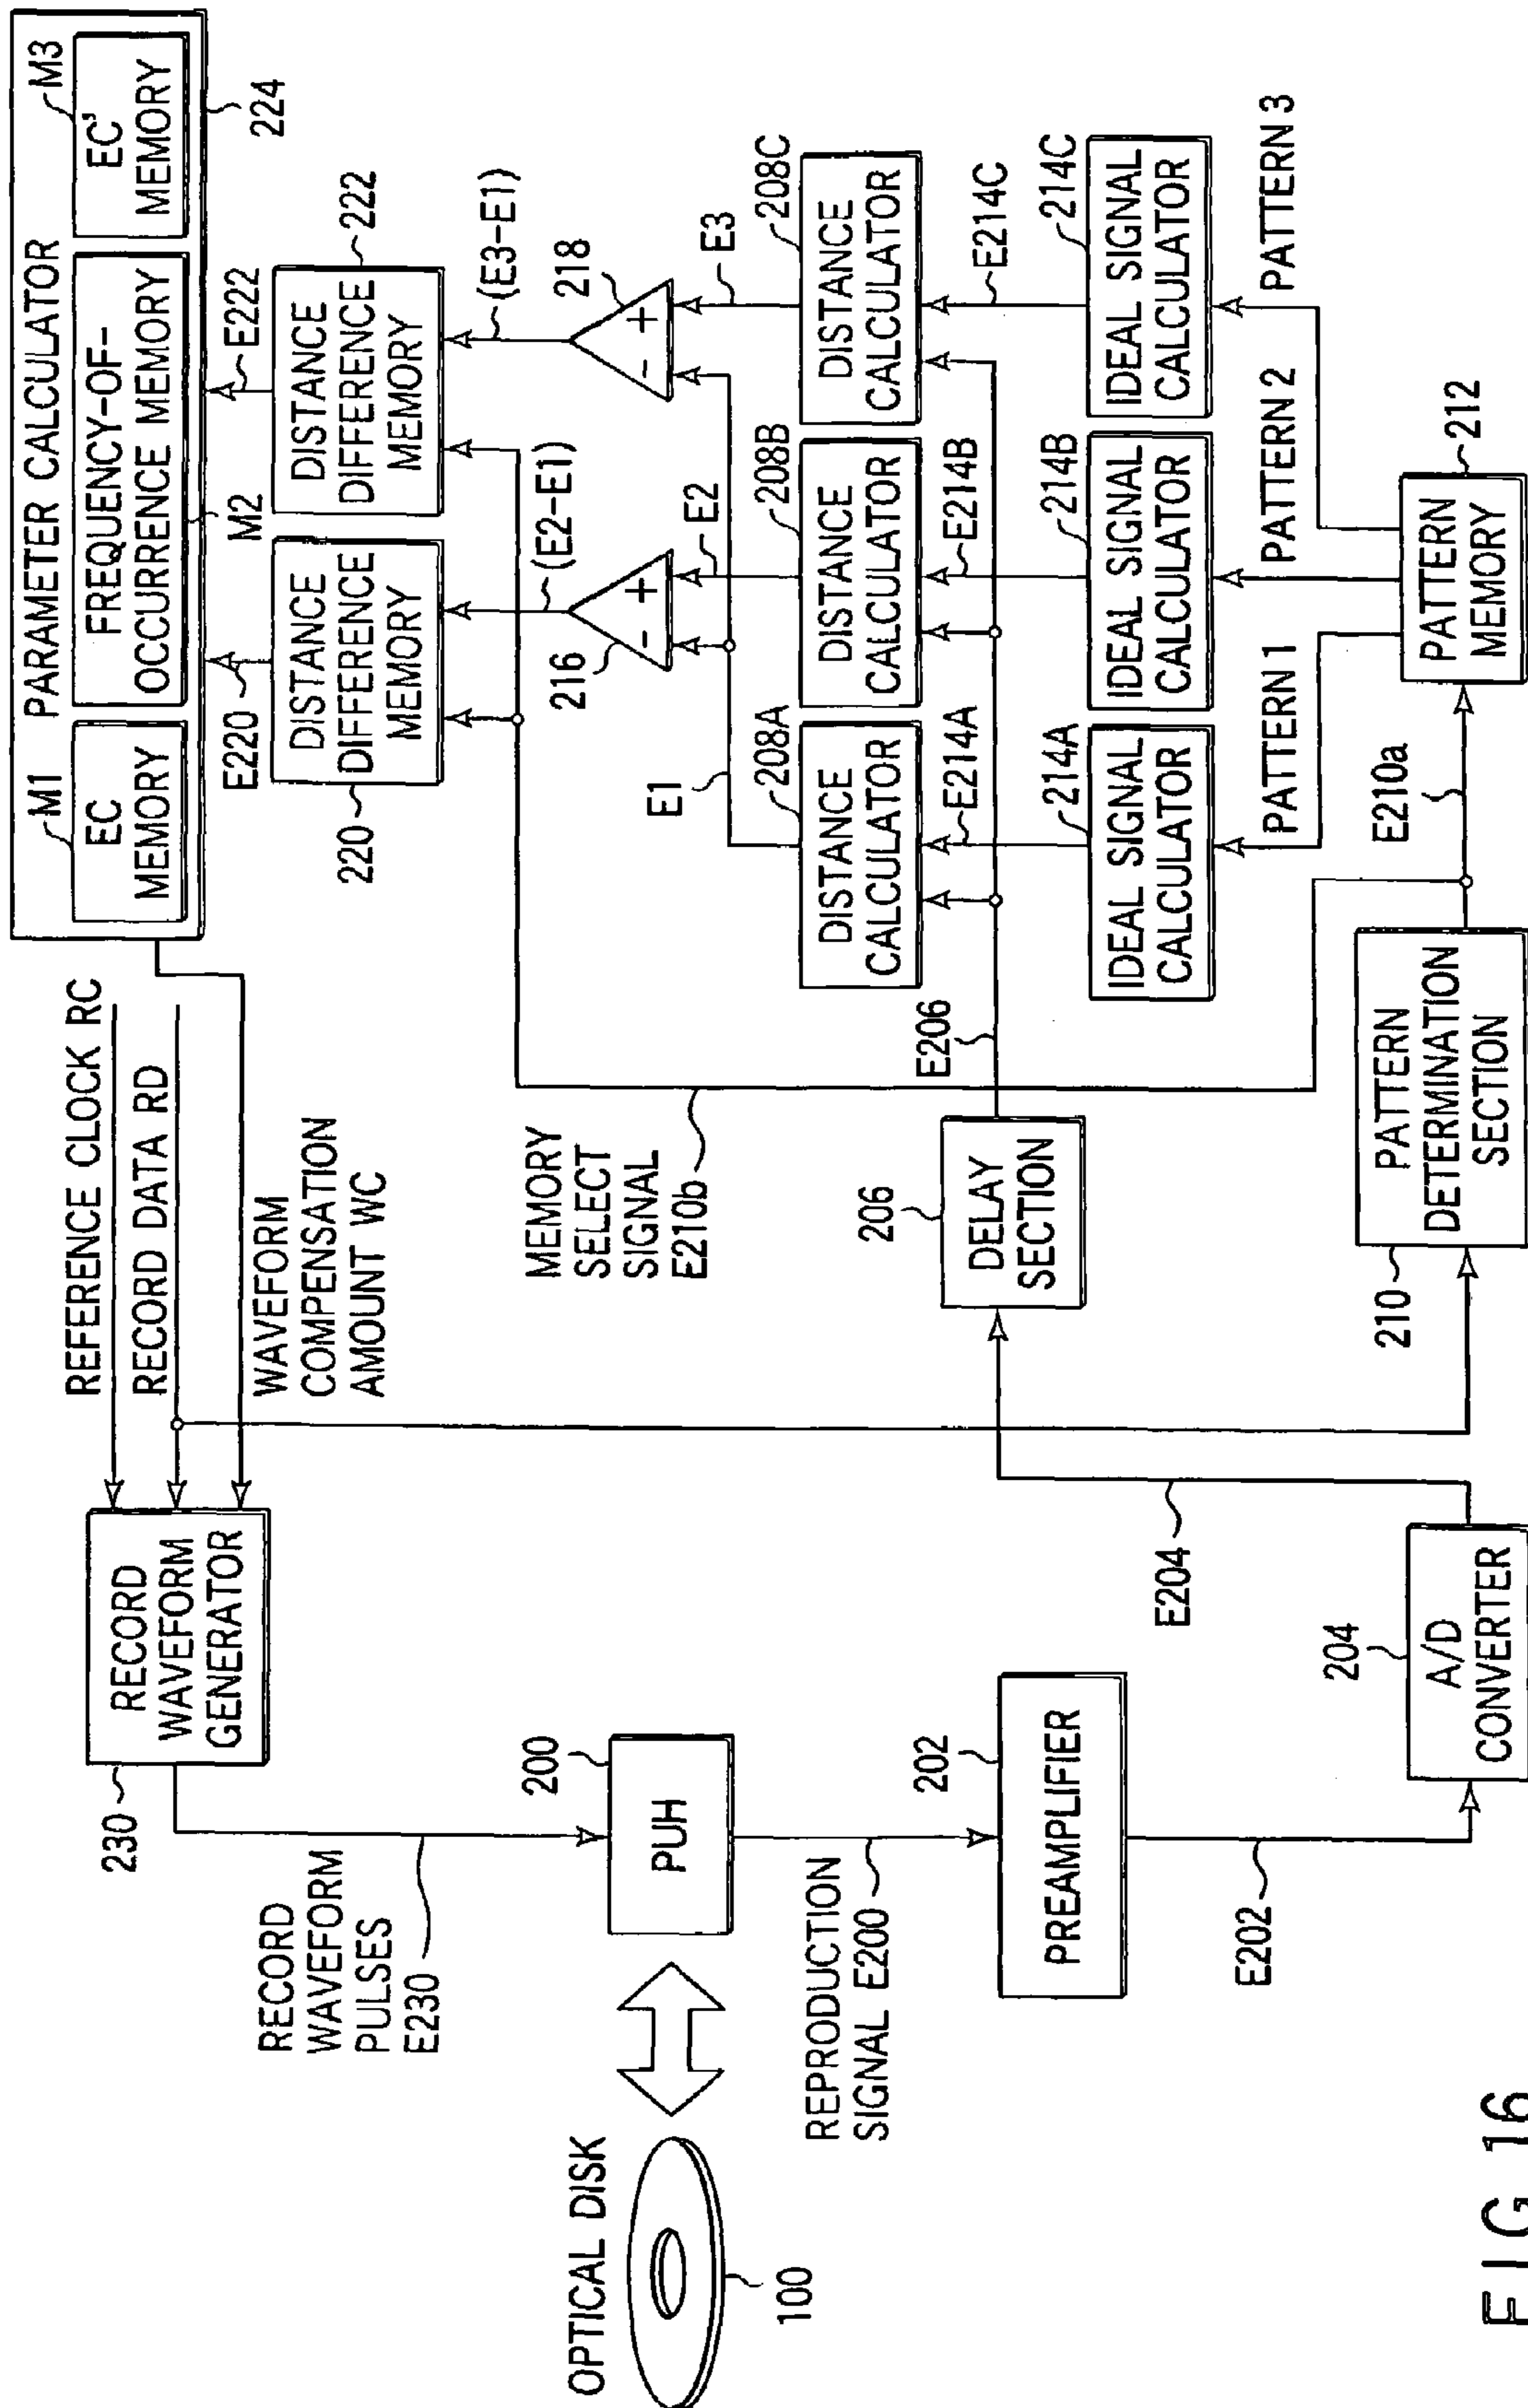 PARAMETER CALCULATOR
M1
EC
MEMORY
FREQUENCY-OF-
OCCURRENCE MEMORY
M2
M3
EC'
MEMORY
224
E220
E222
220
DISTANCE
DIFFERENCE
MEMORY
DISTANCE
DIFFERENCE
MEMORY
222
(E2-E1)
(E3-E1)
216
- +
- +
218
E1
E2
E3
208A
DISTANCE
CALCULATOR
208B
DISTANCE
CALCULATOR
208C
DISTANCE
CALCULATOR
E206
E214A
E214B
E214C
214A
IDEAL SIGNAL
CALCULATOR
214B
IDEAL SIGNAL
CALCULATOR
214C
IDEAL SIGNAL
CALCULATOR
PATTERN 1
PATTERN 2
PATTERN 3
PATTERN
MEMORY
212
E210a
PATTERN
DETERMINATION
SECTION
210
REFERENCE CLOCK RC
RECORD DATA RD
WAVEFORM
COMPENSATION
AMOUNT WC
MEMORY
SELECT
SIGNAL
E210b
206
DELAY
SECTION
E204
204
A/D
CONVERTER
RECORD
WAVEFORM
GENERATOR
230
RECORD
WAVEFORM
PULSES
E230
200
PUH
REPRODUCTION
SIGNAL E200
202
PREAMPLIFIER
E202
OPTICAL DISK
100
FIG. 16